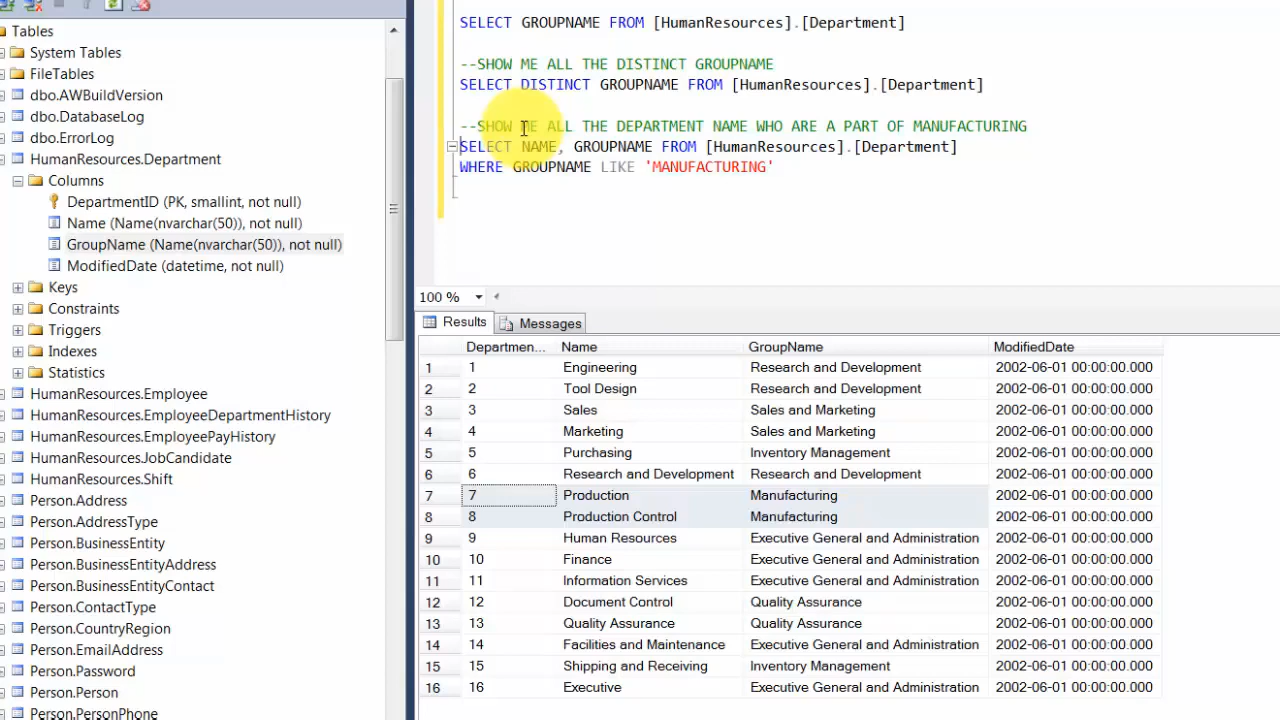 Tables
System Tables
FileTables
dbo.AWBuildVersion
dbo.DatabaseLog
dbo.ErrorLog
HumanResources.Department
Columns
DepartmentID (PK, smallint, not null)
Name (Name(nvarchar(50)), not null)
GroupName (Name(nvarchar(50)), not null)
ModifiedDate (datetime, not null)
Keys
Constraints
Triggers
Indexes
Statistics
HumanResources.Employee
HumanResources.EmployeeDepartmentHistory
HumanResources.EmployeePayHistory
HumanResources.JobCandidate
HumanResources.Shift
Person.Address
Person.AddressType
Person.BusinessEntity
Person.BusinessEntityAddress
Person.BusinessEntityContact
Person.ContactType
Person.CountryRegion
Person.EmailAddress
Person.Password
Person.Person
Person.PersonPhone
SELECT GROUPNAME FROM [HumanResources].[Department]
--SHOW ME ALL THE DISTINCT GROUPNAME
SELECT DISTINCT GROUPNAME FROM [HumanResources].[Department]
--SHOW ME ALL THE DEPARTMENT NAME WHO ARE A PART OF MANUFACTURING
SELECT NAME, GROUPNAME FROM [HumanResources].[Department]
WHERE GROUPNAME LIKE 'MANUFACTURING'
100 %
Results Messages
Departmen... Name GroupName ModifiedDate
1 1 Engineering Research and Development 2002-06-01 00:00:00.000
2 2 Tool Design Research and Development 2002-06-01 00:00:00.000
3 3 Sales Sales and Marketing 2002-06-01 00:00:00.000
4 4 Marketing Sales and Marketing 2002-06-01 00:00:00.000
5 5 Purchasing Inventory Management 2002-06-01 00:00:00.000
6 6 Research and Development Research and Development 2002-06-01 00:00:00.000
7 7 Production Manufacturing 2002-06-01 00:00:00.000
8 8 Production Control Manufacturing 2002-06-01 00:00:00.000
9 9 Human Resources Executive General and Administration 2002-06-01 00:00:00.000
10 10 Finance Executive General and Administration 2002-06-01 00:00:00.000
11 11 Information Services Executive General and Administration 2002-06-01 00:00:00.000
12 12 Document Control Quality Assurance 2002-06-01 00:00:00.000
13 13 Quality Assurance Quality Assurance 2002-06-01 00:00:00.000
14 14 Facilities and Maintenance Executive General and Administration 2002-06-01 00:00:00.000
15 15 Shipping and Receiving Inventory Management 2002-06-01 00:00:00.000
16 16 Executive Executive General and Administration 2002-06-01 00:00:00.000